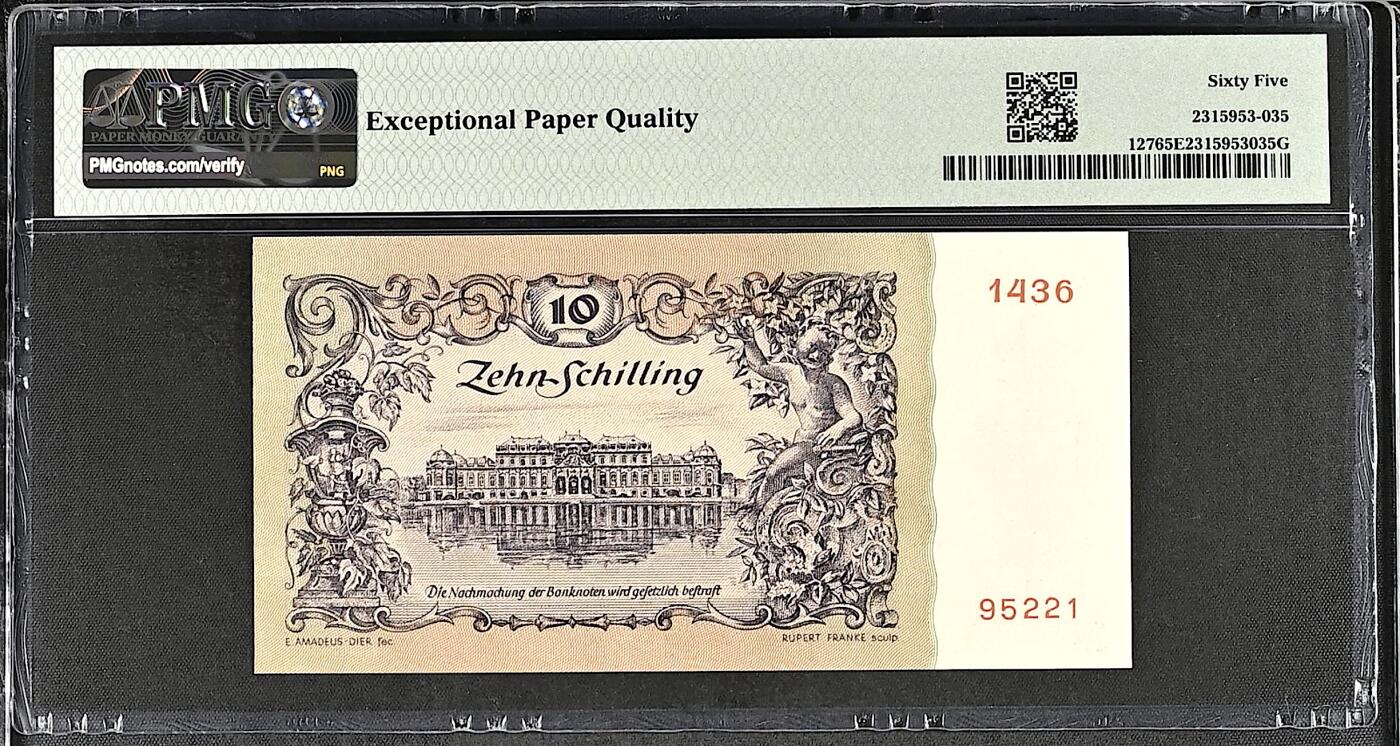 PMG
PAPER MONEY GUARANTY
PMGnotes.com/verify
PNG
Exceptional Paper Quality
Sixty Five
2315953-035
12765E2315953035G
10
Zehn Schilling
Die Nachmachung der Banknoten wird gesetzlich bestraft
E. AMADEUS-DIER fec.
RUPERT FRANKE sculp.
1436
95221